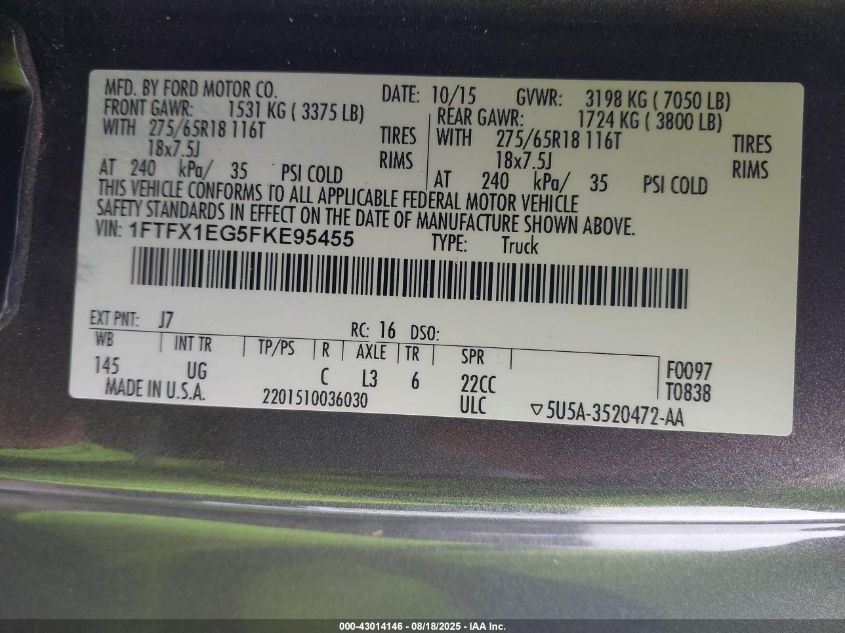 MFD. BY FORD MOTOR CO.
DATE: 10/15 GVWR: 3198 KG ( 7050 LB)
FRONT GAWR: 1531 KG ( 3375 LB)
REAR GAWR: 1724 KG ( 3800 LB)
WITH 275/65R18 116T TIRES
WITH 275/65R18 116T TIRES
18x7.5J RIMS
18x7.5J RIMS
AT 240 kPa/ 35 PSI COLD
AT 240 kPa/ 35 PSI COLD
THIS VEHICLE CONFORMS TO ALL APPLICABLE FEDERAL MOTOR VEHICLE
SAFETY STANDARDS IN EFFECT ON THE DATE OF MANUFACTURE SHOWN ABOVE.
VIN: 1FTFX1EG5FKE95455 TYPE: Truck
EXT PNT: J7 RC: 16 DSO:
WB INT TR TP/PS R AXLE TR SPR
145 UG C L3 6 22CC F0097
T0838
MADE IN U.S.A. 2201510036030 ULC ▽5U5A-3520472-AA
000-43014146 - 08/18/2025 - IAA Inc.